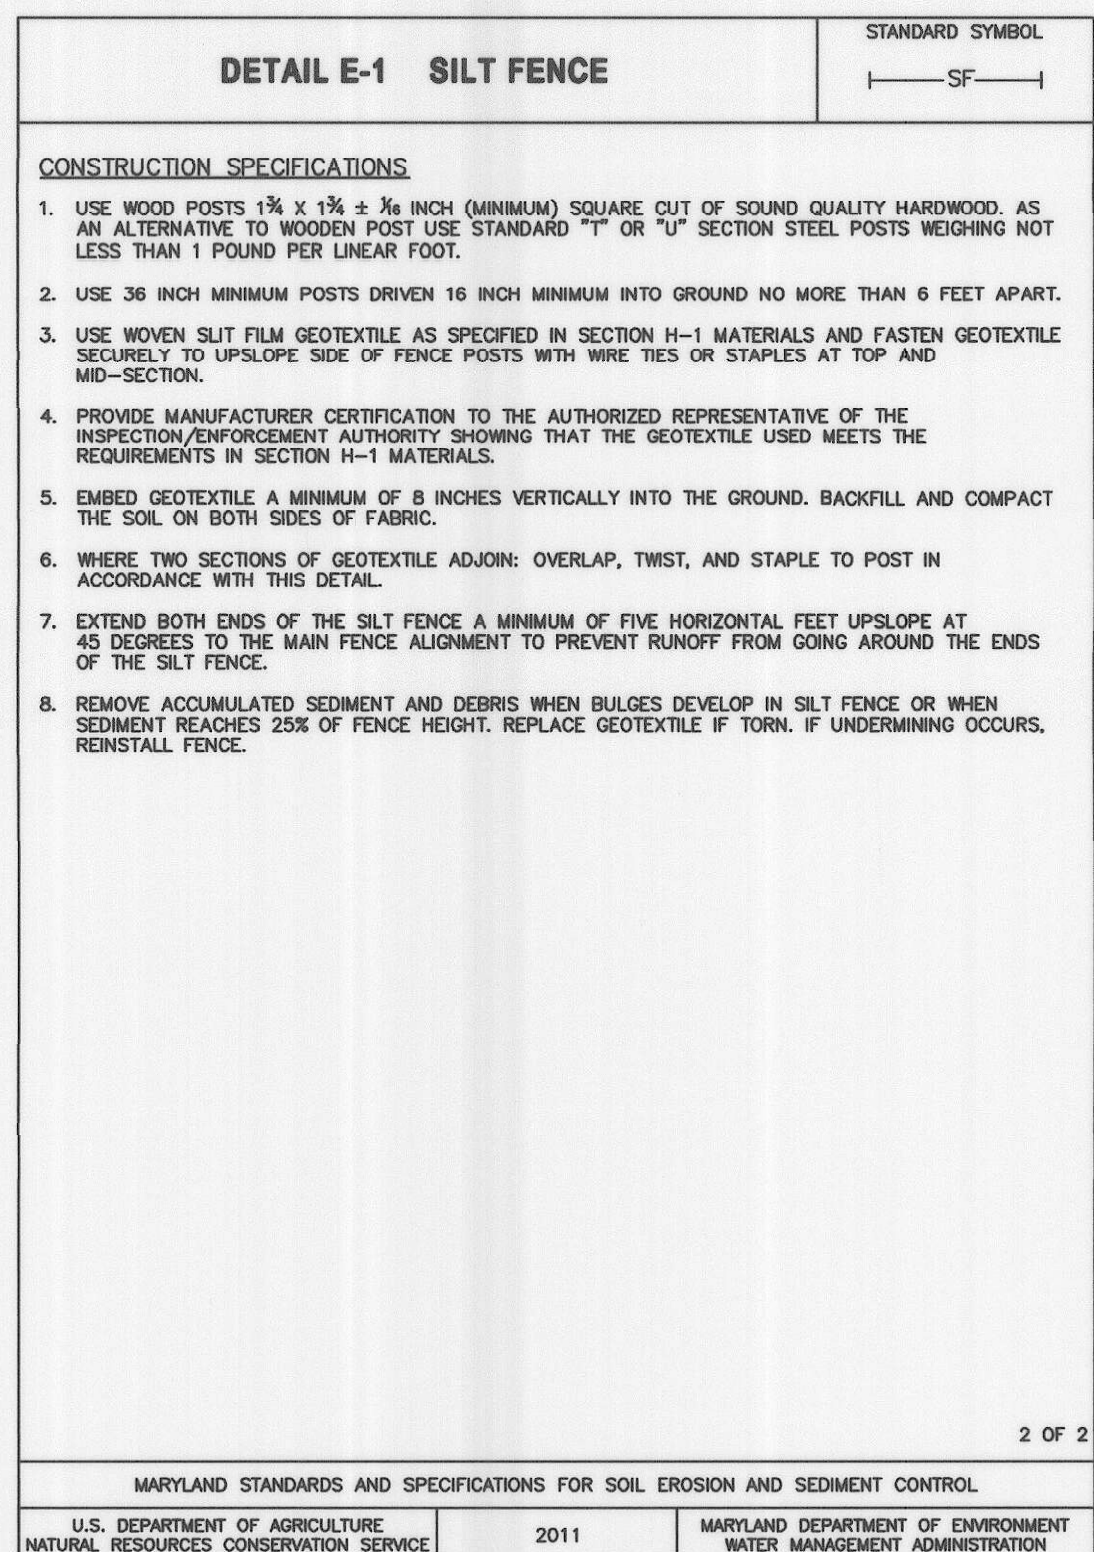 DETAIL E-1 SILT FENCE
STANDARD SYMBOL
SF
CONSTRUCTION SPECIFICATIONS
1. USE WOOD POSTS 1¾ X 1¾ ± 1/16 INCH (MINIMUM) SQUARE CUT OF SOUND QUALITY HARDWOOD. AS
AN ALTERNATIVE TO WOODEN POST USE STANDARD "T" OR "U" SECTION STEEL POSTS WEIGHING NOT
LESS THAN 1 POUND PER LINEAR FOOT.
2. USE 36 INCH MINIMUM POSTS DRIVEN 16 INCH MINIMUM INTO GROUND NO MORE THAN 6 FEET APART.
3. USE WOVEN SLIT FILM GEOTEXTILE AS SPECIFIED IN SECTION H-1 MATERIALS AND FASTEN GEOTEXTILE
SECURELY TO UPSLOPE SIDE OF FENCE POSTS WITH WIRE TIES OR STAPLES AT TOP AND
MID-SECTION.
4. PROVIDE MANUFACTURER CERTIFICATION TO THE AUTHORIZED REPRESENTATIVE OF THE
INSPECTION/ENFORCEMENT AUTHORITY SHOWING THAT THE GEOTEXTILE USED MEETS THE
REQUIREMENTS IN SECTION H-1 MATERIALS.
5. EMBED GEOTEXTILE A MINIMUM OF 8 INCHES VERTICALLY INTO THE GROUND. BACKFILL AND COMPACT
THE SOIL ON BOTH SIDES OF FABRIC.
6. WHERE TWO SECTIONS OF GEOTEXTILE ADJOIN: OVERLAP, TWIST, AND STAPLE TO POST IN
ACCORDANCE WITH THIS DETAIL.
7. EXTEND BOTH ENDS OF THE SILT FENCE A MINIMUM OF FIVE HORIZONTAL FEET UPSLOPE AT
45 DEGREES TO THE MAIN FENCE ALIGNMENT TO PREVENT RUNOFF FROM GOING AROUND THE ENDS
OF THE SILT FENCE.
8. REMOVE ACCUMULATED SEDIMENT AND DEBRIS WHEN BULGES DEVELOP IN SILT FENCE OR WHEN
SEDIMENT REACHES 25% OF FENCE HEIGHT. REPLACE GEOTEXTILE IF TORN. IF UNDERMINING OCCURS,
REINSTALL FENCE.
2 OF 2
MARYLAND STANDARDS AND SPECIFICATIONS FOR SOIL EROSION AND SEDIMENT CONTROL
U.S. DEPARTMENT OF AGRICULTURE
NATURAL RESOURCES CONSERVATION SERVICE
2011
MARYLAND DEPARTMENT OF ENVIRONMENT
WATER MANAGEMENT ADMINISTRATION